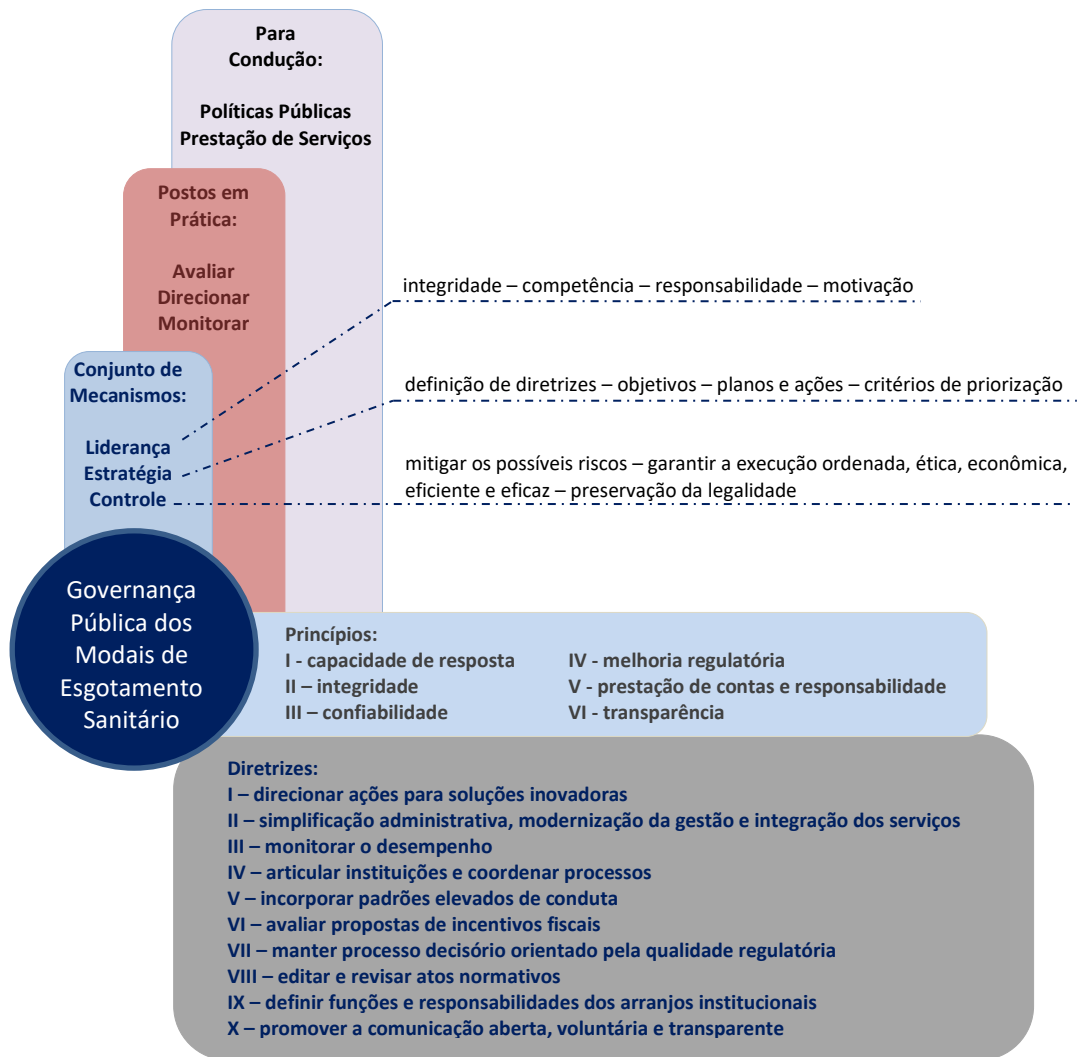 Para
Condução:
Políticas Públicas
Prestação de Serviços
Postos em
Prática:
Avaliar
Direcionar
Monitorar
Conjunto de
Mecanismos:
Liderança
Estratégia
Controle
integridade – competência – responsabilidade – motivação
definição de diretrizes – objetivos – planos e ações – critérios de priorização
mitigar os possíveis riscos – garantir a execução ordenada, ética, econômica,
eficiente e eficaz – preservação da legalidade
Governança
Pública dos
Modais de
Esgotamento
Sanitário
Princípios:
I - capacidade de resposta
II – integridade
III – confiabilidade
IV - melhoria regulatória
V - prestação de contas e responsabilidade
VI - transparência
Diretrizes:
I – direcionar ações para soluções inovadoras
II – simplificação administrativa, modernização da gestão e integração dos serviços
III – monitorar o desempenho
IV – articular instituições e coordenar processos
V – incorporar padrões elevados de conduta
VI – avaliar propostas de incentivos fiscais
VII – manter processo decisório orientado pela qualidade regulatória
VIII – editar e revisar atos normativos
IX – definir funções e responsabilidades dos arranjos institucionais
X – promover a comunicação aberta, voluntária e transparente